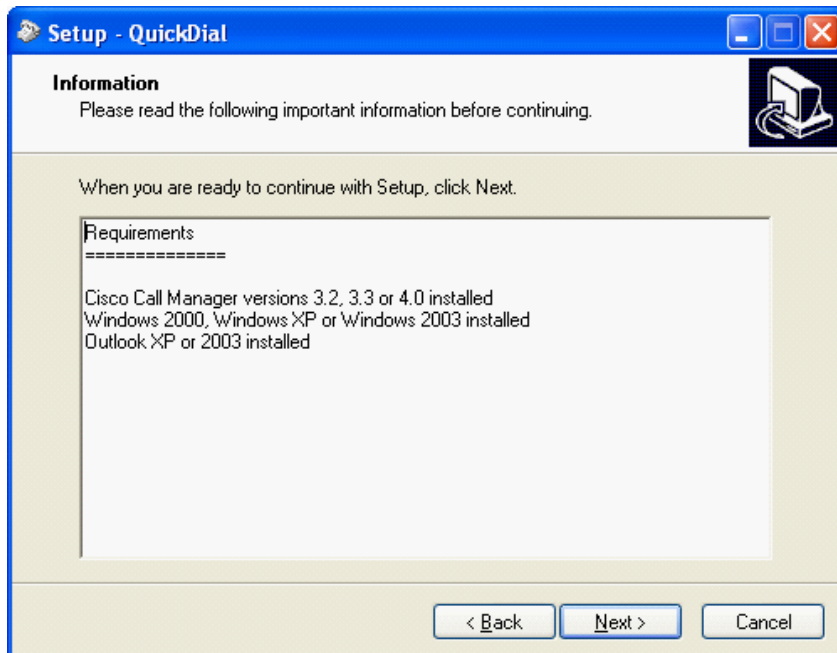 Setup - QuickDial
Information
Please read the following important information before continuing.
When you are ready to continue with Setup, click Next.
Requirements
==============
Cisco Call Manager versions 3.2, 3.3 or 4.0 installed
Windows 2000, Windows XP or Windows 2003 installed
Outlook XP or 2003 installed
< Back
Next >
Cancel